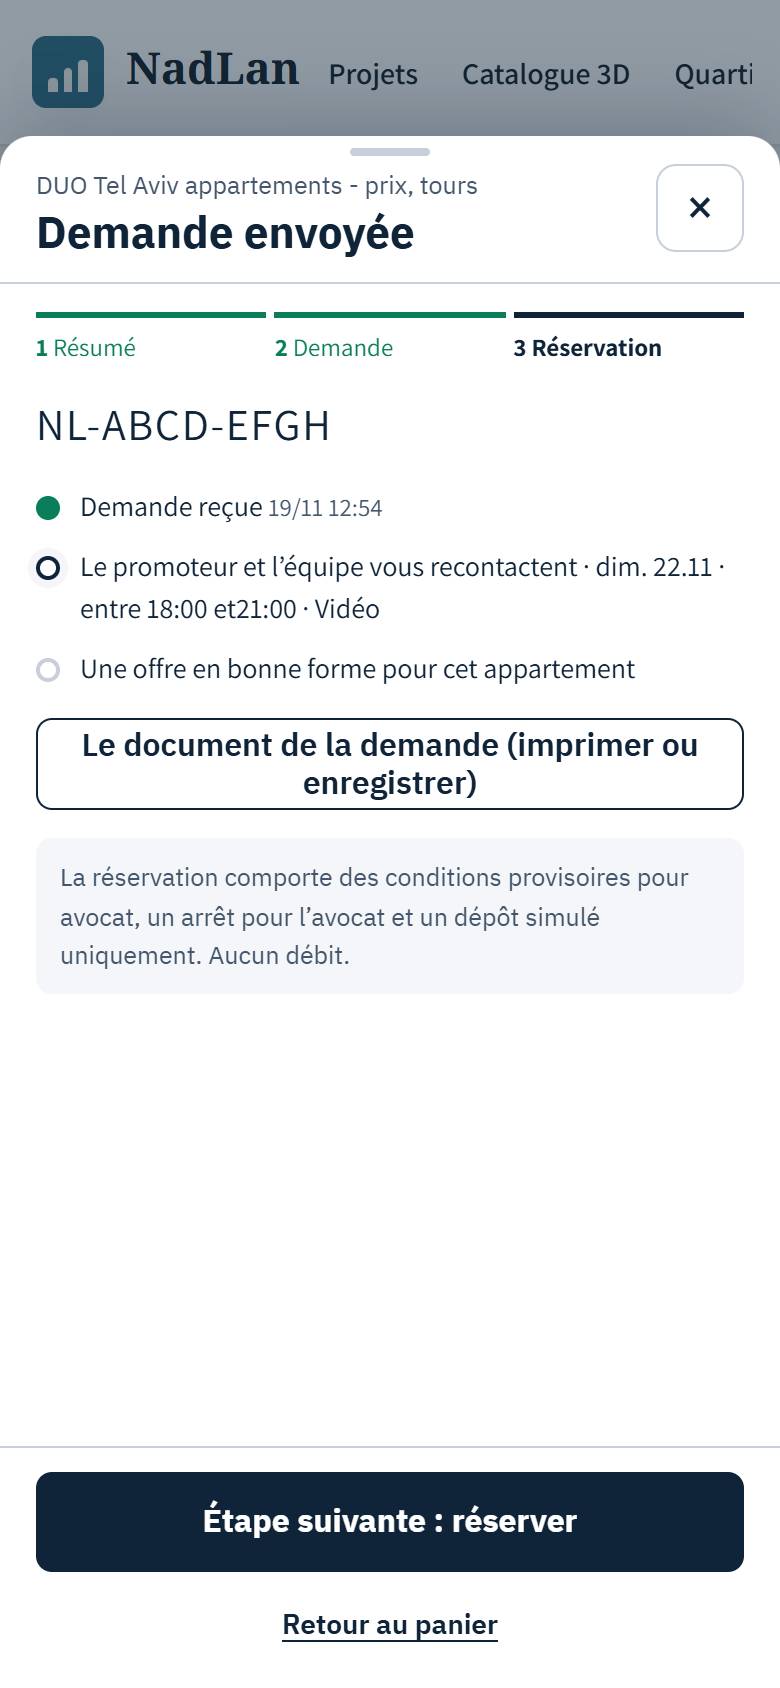 NadLan Projets Catalogue 3D Quarti
DUO Tel Aviv appartements - prix, tours
Demande envoyée
×
1 Résumé 2 Demande 3 Réservation
NL-ABCD-EFGH
Demande reçue 19/11 12:54
Le promoteur et l’équipe vous recontactent · dim. 22.11 ·
entre 18:00 et21:00 · Vidéo
Une offre en bonne forme pour cet appartement
Le document de la demande (imprimer ou
enregistrer)
La réservation comporte des conditions provisoires pour
avocat, un arrêt pour l’avocat et un dépôt simulé
uniquement. Aucun débit.
Étape suivante : réserver
Retour au panier